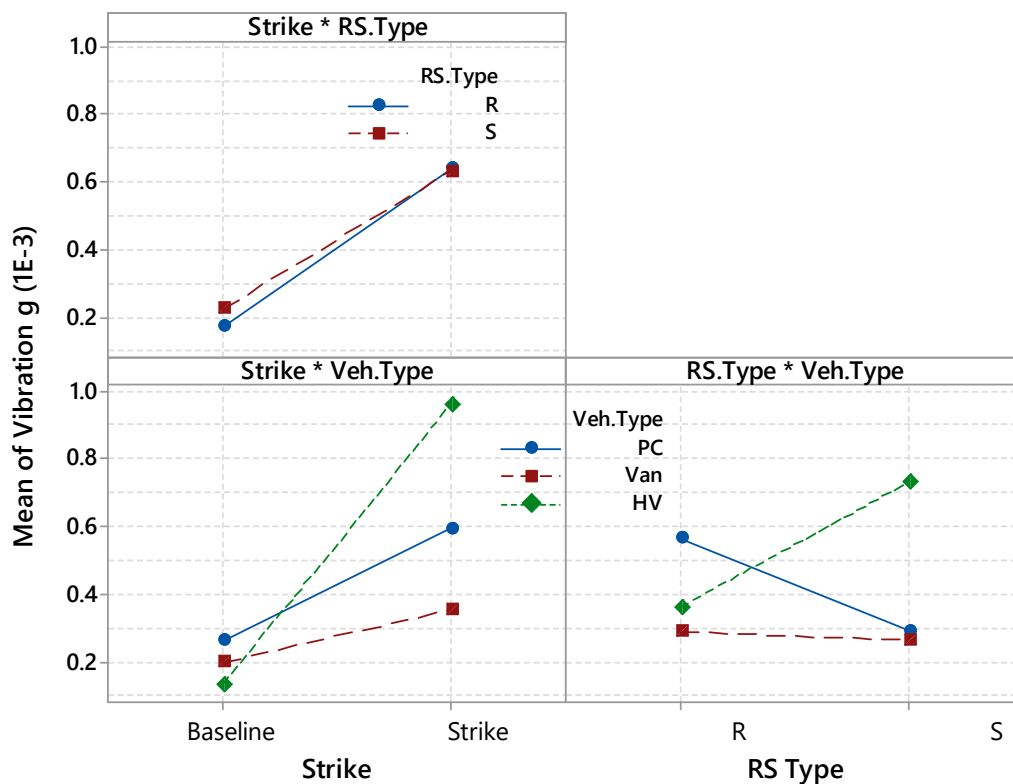 Strike * RS.Type
1.0
0.8
0.6
0.4
0.2
RS.Type
R
S
Mean of Vibration g (1E-3)
Strike * Veh.Type
RS.Type * Veh.Type
1.0
0.8
0.6
0.4
0.2
Veh.Type
PC
Van
HV
Baseline
Strike
R
S
Strike
RS Type